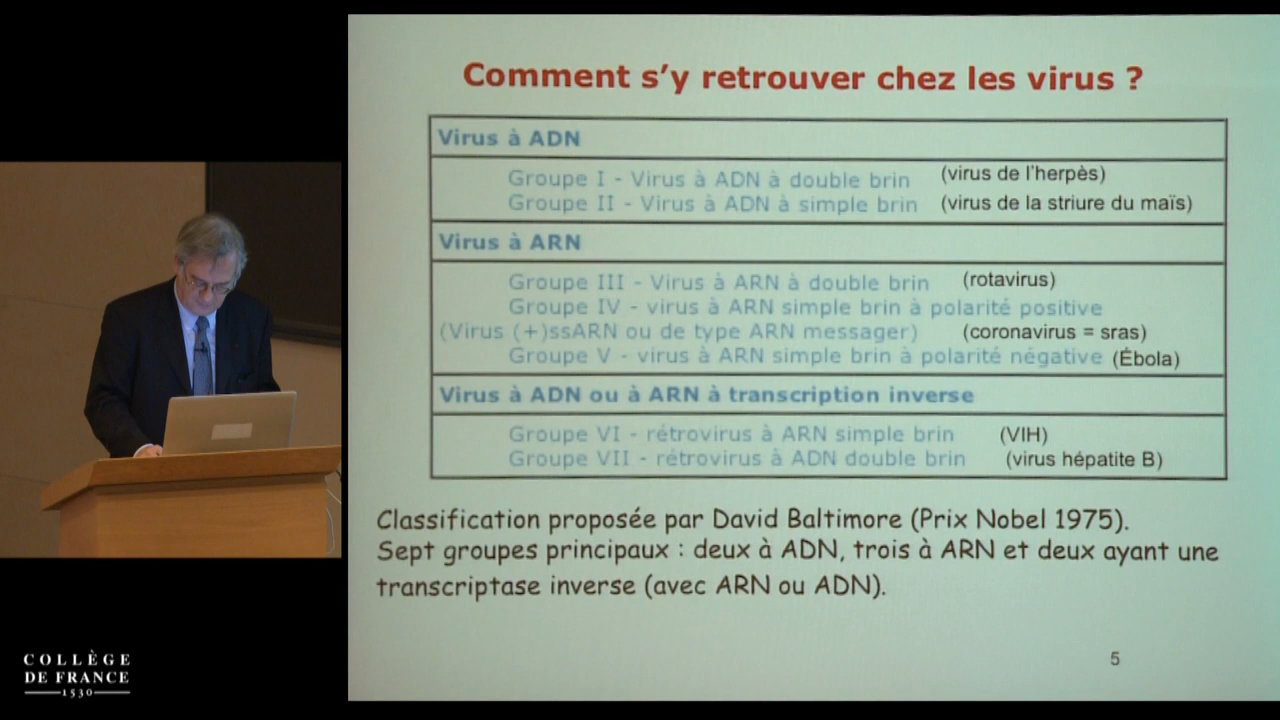 Comment s'y retrouver chez les virus ?
Virus à ADN
Groupe I - Virus à ADN à double brin (virus de l'herpès)
Groupe II - Virus à ADN à simple brin (virus de la striure du maïs)
Virus à ARN
Groupe III - Virus à ARN à double brin (rotavirus)
Groupe IV - virus à ARN simple brin à polarité positive
(Virus (+)ssARN ou de type ARN messager) (coronavirus = sras)
Groupe V - virus à ARN simple brin à polarité négative (Ébola)
Virus à ADN ou à ARN à transcription inverse
Groupe VI - rétrovirus à ARN simple brin (VIH)
Groupe VII - rétrovirus à ADN double brin (virus hépatite B)
Classification proposée par David Baltimore (Prix Nobel 1975).
Sept groupes principaux : deux à ADN, trois à ARN et deux ayant une
transcriptase inverse (avec ARN ou ADN).
5
COLLÈGE
DE FRANCE
1530